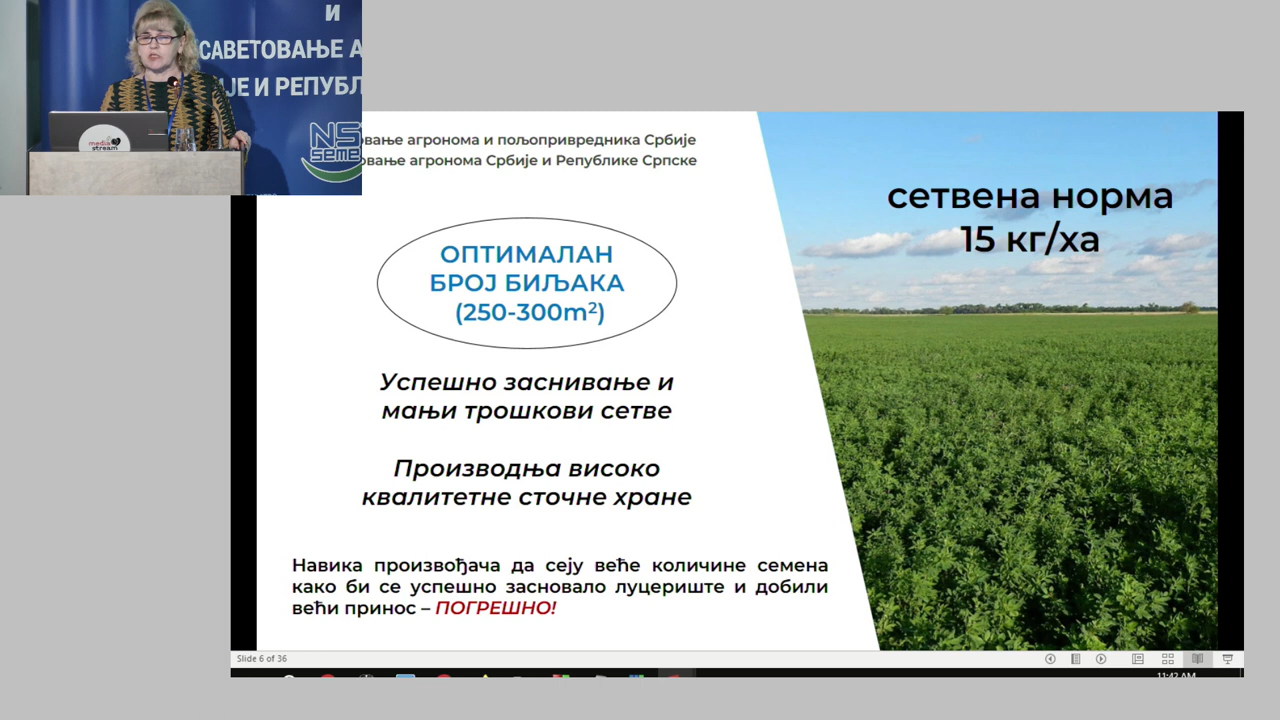 и
САВЕТОВАЊЕ А
ЈЕ И РЕПУБЛ
NS
seme
media
stream
вање агронома и пољопривредника Србије
овање агронома Србије и Републике Српске
ОПТИМАЛАН
БРОЈ БИЉАКА
(250-300m²)
Успешно заснивање и
мањи трошкови сетве
Производња високо
квалитетне сточне хране
Навика произвођача да сеју веће количине семена
како би се успешно засновало луцериште и добили
већи принос – ПОГРЕШНО!
сетвена норма
15 кг/ха
Slide 6 of 36
11:42 AM